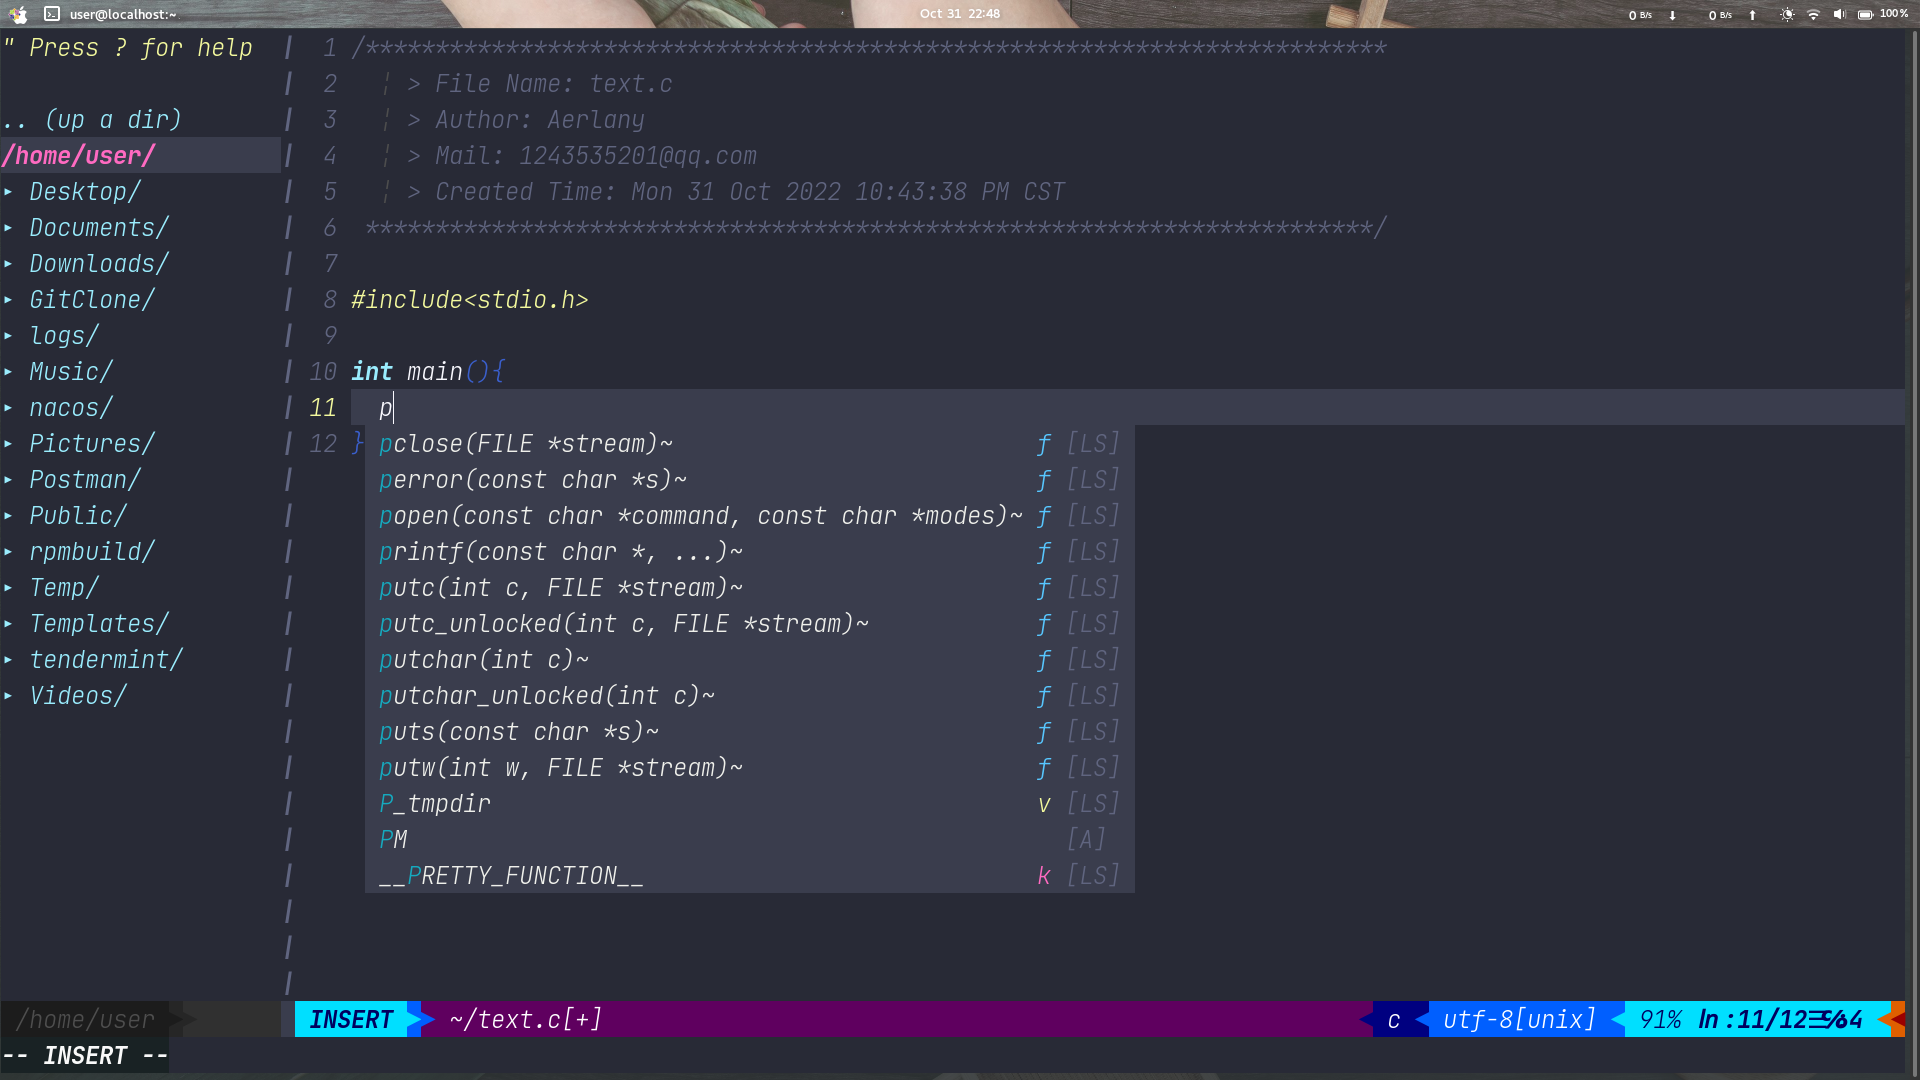 user@localhost:~
Oct 31 22:48
0 B/s ↓ 0 B/s ↑ 100%
" Press ? for help
.. (up a dir)
/home/user/
▸ Desktop/
▸ Documents/
▸ Downloads/
▸ GitClone/
▸ logs/
▸ Music/
▸ nacos/
▸ Pictures/
▸ Postman/
▸ Public/
▸ rpmbuild/
▸ Temp/
▸ Templates/
▸ tendermint/
▸ Videos/
/home/user
1 /*************************************************************************
2   ¦ > File Name: text.c
3   ¦ > Author: Aerlany
4   ¦ > Mail: 1243535201@qq.com
5   ¦ > Created Time: Mon 31 Oct 2022 10:43:38 PM CST
6  ************************************************************************/
7
8 #include<stdio.h>
9
10 int main(){
11   p
12 }
pclose(FILE *stream)~ f [LS]
perror(const char *s)~ f [LS]
popen(const char *command, const char *modes)~ f [LS]
printf(const char *, ...)~ f [LS]
putc(int c, FILE *stream)~ f [LS]
putc_unlocked(int c, FILE *stream)~ f [LS]
putchar(int c)~ f [LS]
putchar_unlocked(int c)~ f [LS]
puts(const char *s)~ f [LS]
putw(int w, FILE *stream)~ f [LS]
P_tmpdir v [LS]
PM [A]
__PRETTY_FUNCTION__ k [LS]
INSERT ~/text.c[+] c utf-8[unix] 91% ln :11/12
-- INSERT --